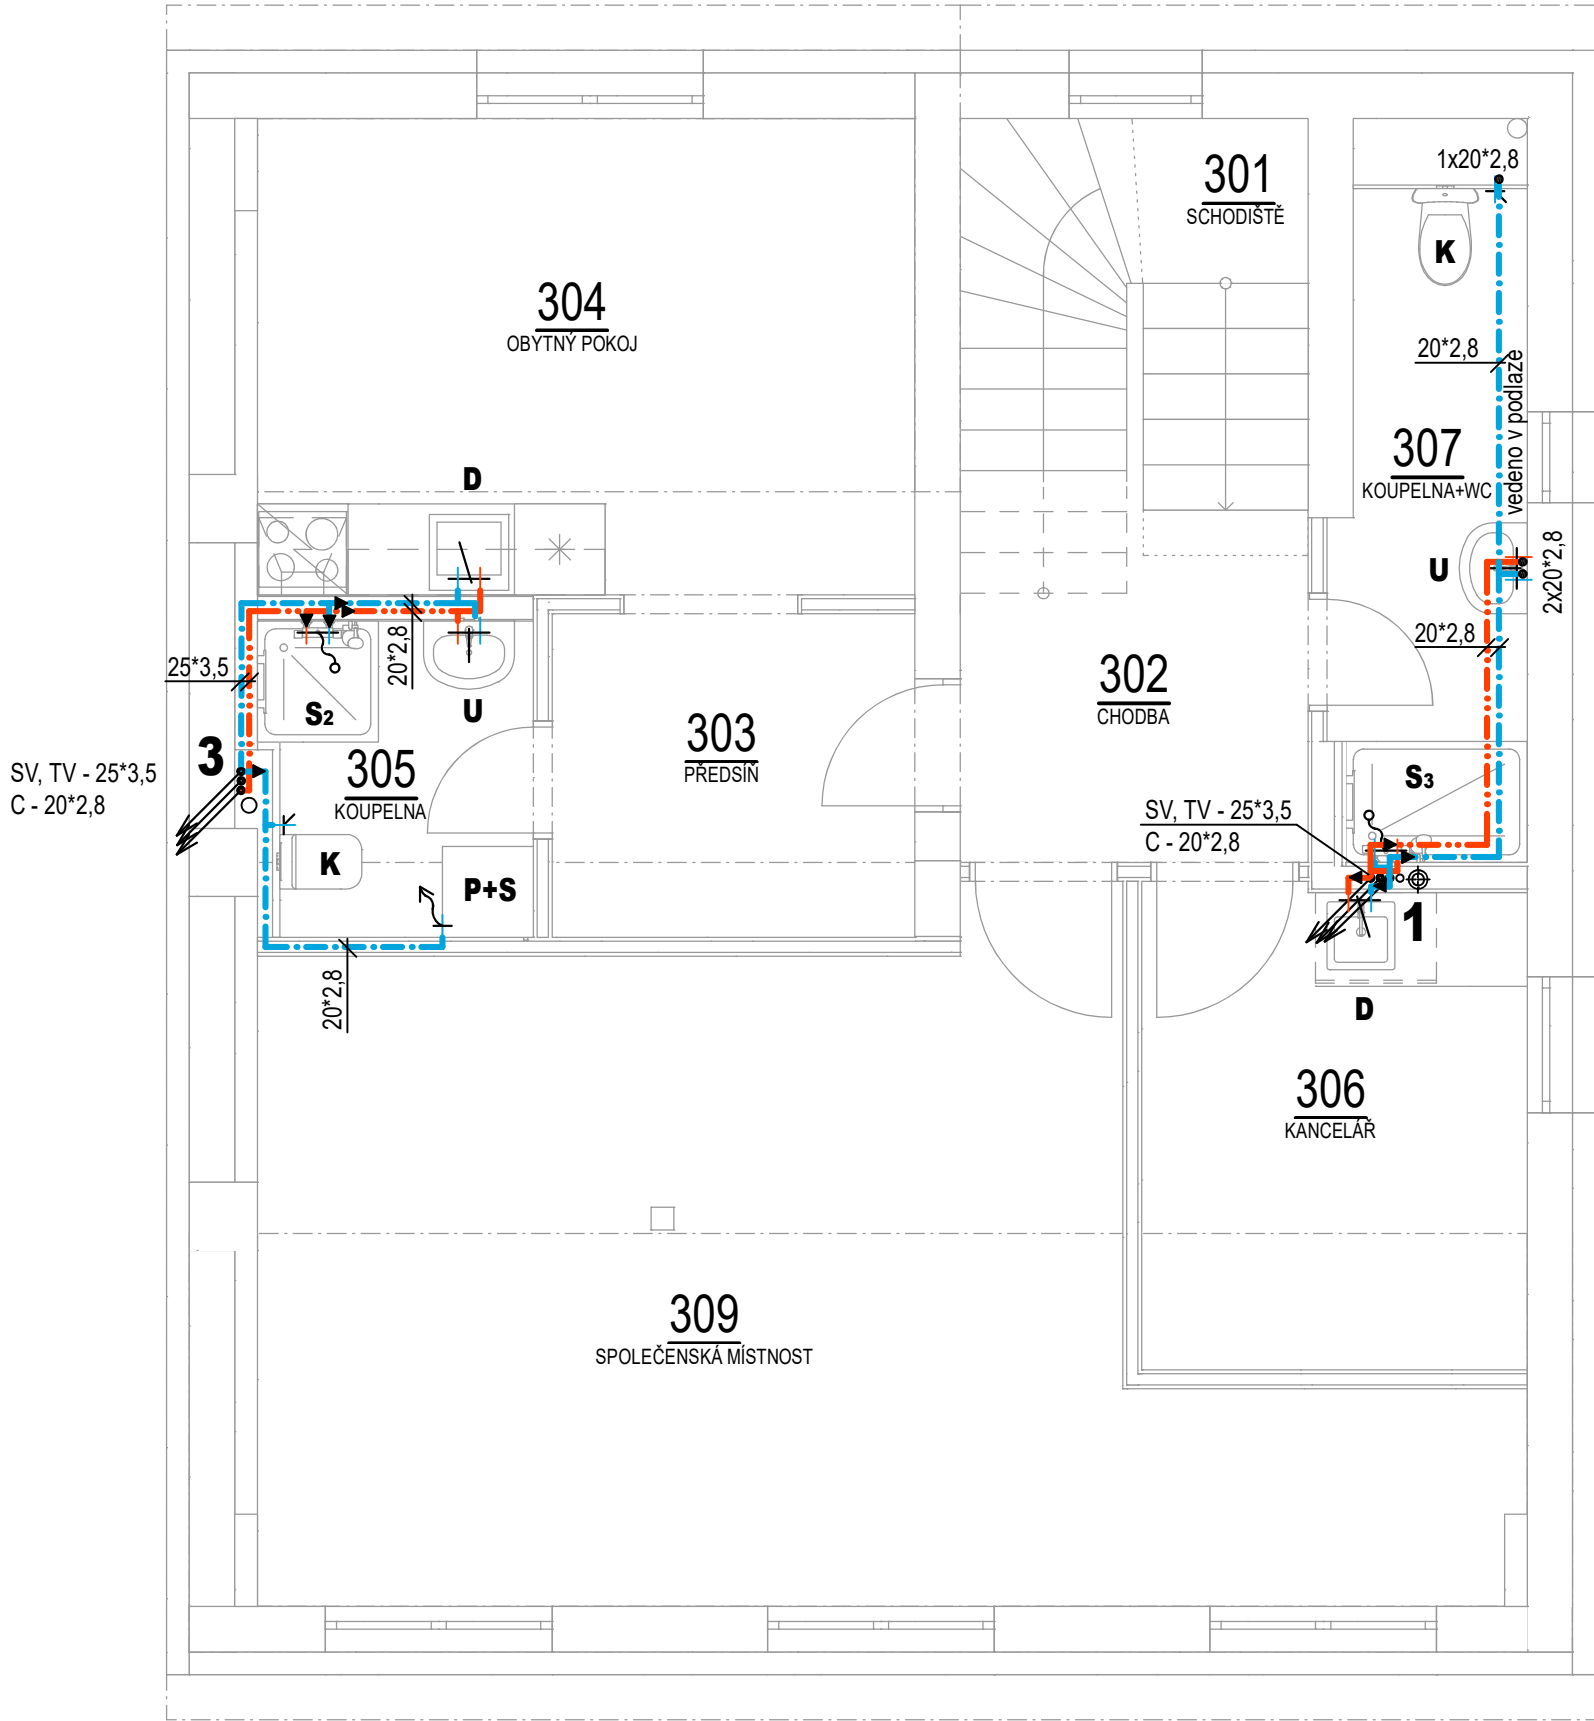 301
SCHODIŠTĚ
1x20*2,8
K
304
OBYTNÝ POKOJ
20*2,8
vedeno v podlaze
307
KOUPELNA+WC
D
U
2x20*2,8
20*2,8
25*3,5
20*2,8
S2
U
302
CHODBA
303
PŘEDSÍŇ
3
SV, TV - 25*3,5
C - 20*2,8
305
KOUPELNA
S3
SV, TV - 25*3,5
C - 20*2,8
K
P+S
1
20*2,8
D
306
KANCELÁŘ
309
SPOLEČENSKÁ MÍSTNOST